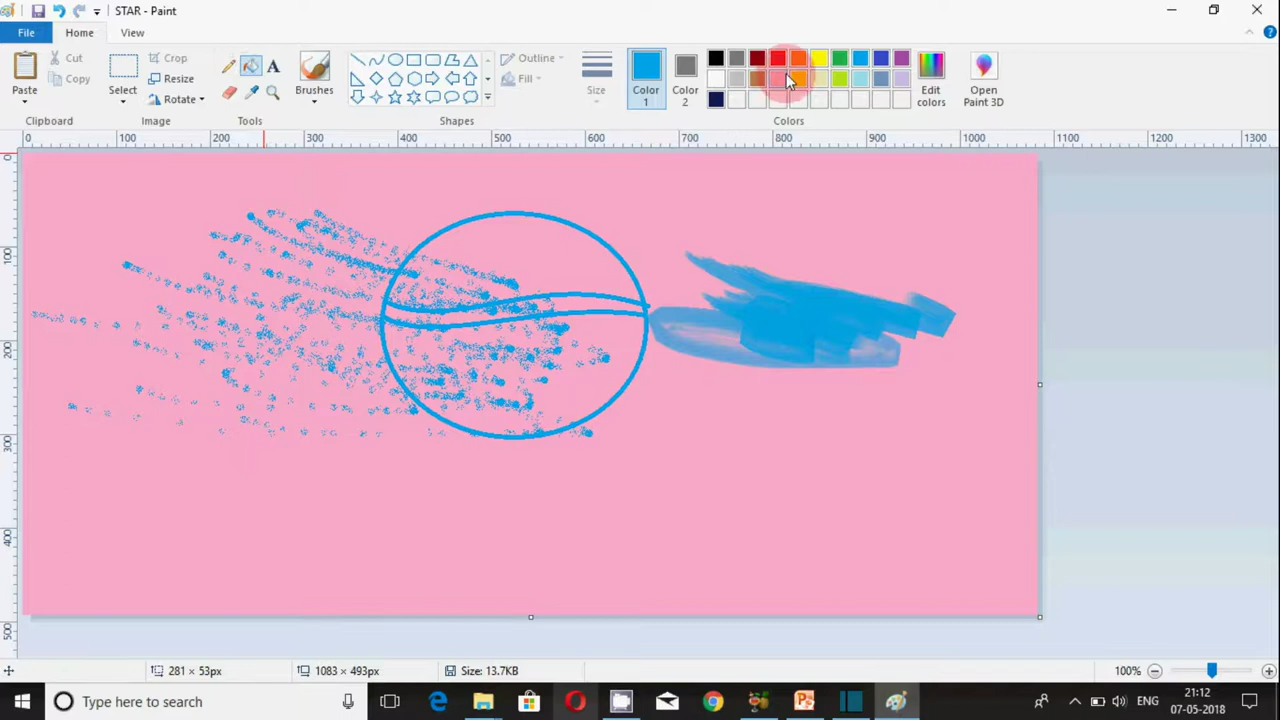 STAR - Paint
File
Home
View
Paste
Cut
Copy
Clipboard
Select
Crop
Resize
Rotate
Image
A
Tools
Brushes
Outline
Fill
Shapes
Size
Color 1
Color 2
Edit colors
Open Paint 3D
Colors
0 100 200 300 400 500 600 700 800 900 1000 1100 1200 1300
0
100
200
300
400
500
281 × 53px
1083 × 493px
Size: 13.7KB
100%
Type here to search
ENG
21:12
07-05-2018